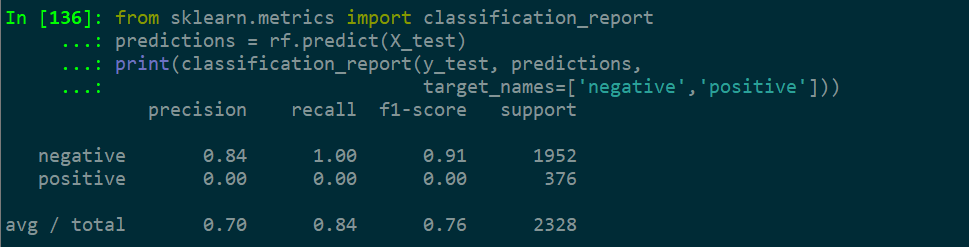 In [136]: from sklearn.metrics import classification_report
...: predictions = rf.predict(X_test)
...: print(classification_report(y_test, predictions,
...: target_names=['negative','positive']))
precision recall f1-score support
negative 0.84 1.00 0.91 1952
positive 0.00 0.00 0.00 376
avg / total 0.70 0.84 0.76 2328